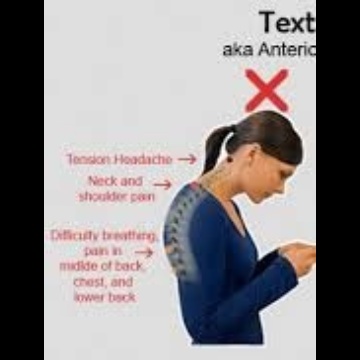 Text
aka Anteric
Tension Headache
Neck and
shoulder pain
Difficulty breathing,
pain in
midlde of back,
chest, and
lower back